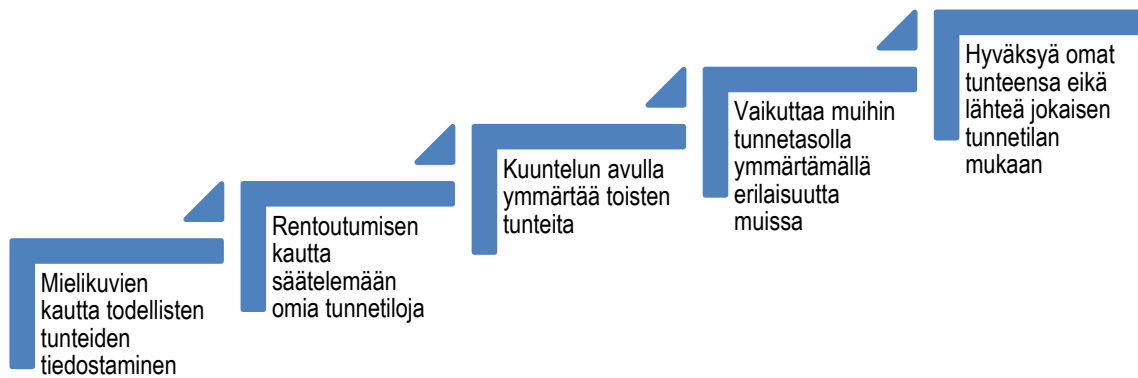 Mielikuvien
kautta todellisten
tunteiden
tiedostaminen
Rentoutumisen
kautta
säätelemään
omia tunnetiloja
Kuuntelun avulla
ymmärtää toisten
tunteita
Vaikuttaa muihin
tunnetasolla
ymmärtämällä
erilaisuutta
muissa
Hyväksyä omat
tunteensa eikä
lähteä jokaisen
tunnetilan
mukaan